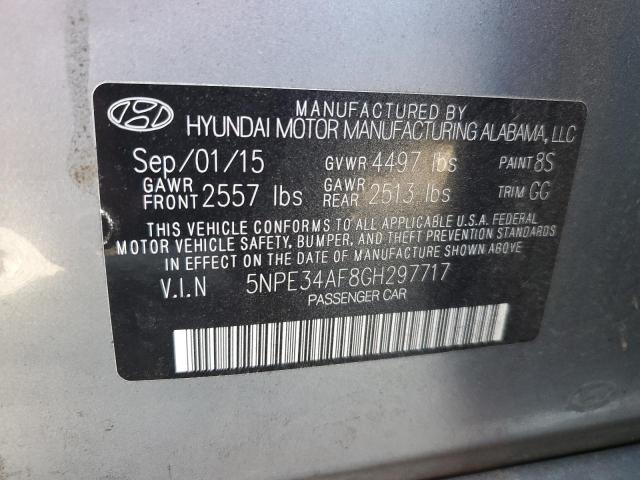 MANUFACTURED BY
HYUNDAI MOTOR MANUFACTURING ALABAMA, LLC
Sep/01/15 GVWR 4497 lbs PAINT 8S
GAWR FRONT 2557 lbs GAWR REAR 2513 lbs TRIM GG
THIS VEHICLE CONFORMS TO ALL APPLICABLE U.S.A. FEDERAL
MOTOR VEHICLE SAFETY, BUMPER, AND THEFT PREVENTION STANDARDS
IN EFFECT ON THE DATE OF MANUFACTURE SHOWN ABOVE.
V.I.N 5NPE34AF8GH297717
PASSENGER CAR